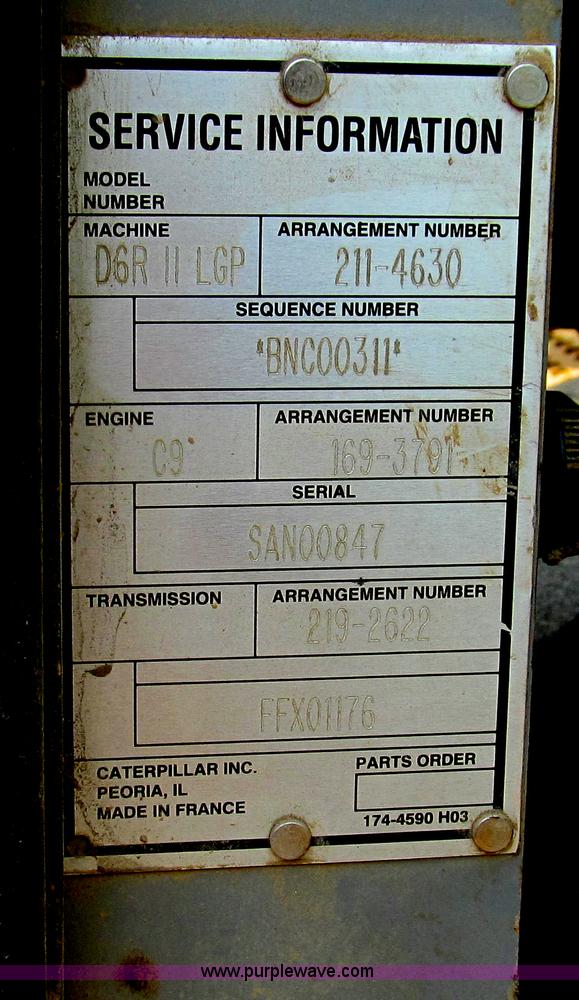 SERVICE INFORMATION
MODEL
NUMBER
MACHINE ARRANGEMENT NUMBER
D6R II LGP 211-4630
SEQUENCE NUMBER
*BNC00311*
ENGINE ARRANGEMENT NUMBER
C9 169-3791
SERIAL
SAN00847
TRANSMISSION ARRANGEMENT NUMBER
219-2622
FFX01176
CATERPILLAR INC. PARTS ORDER
PEORIA, IL
MADE IN FRANCE
174-4590 H03
www.purplewave.com